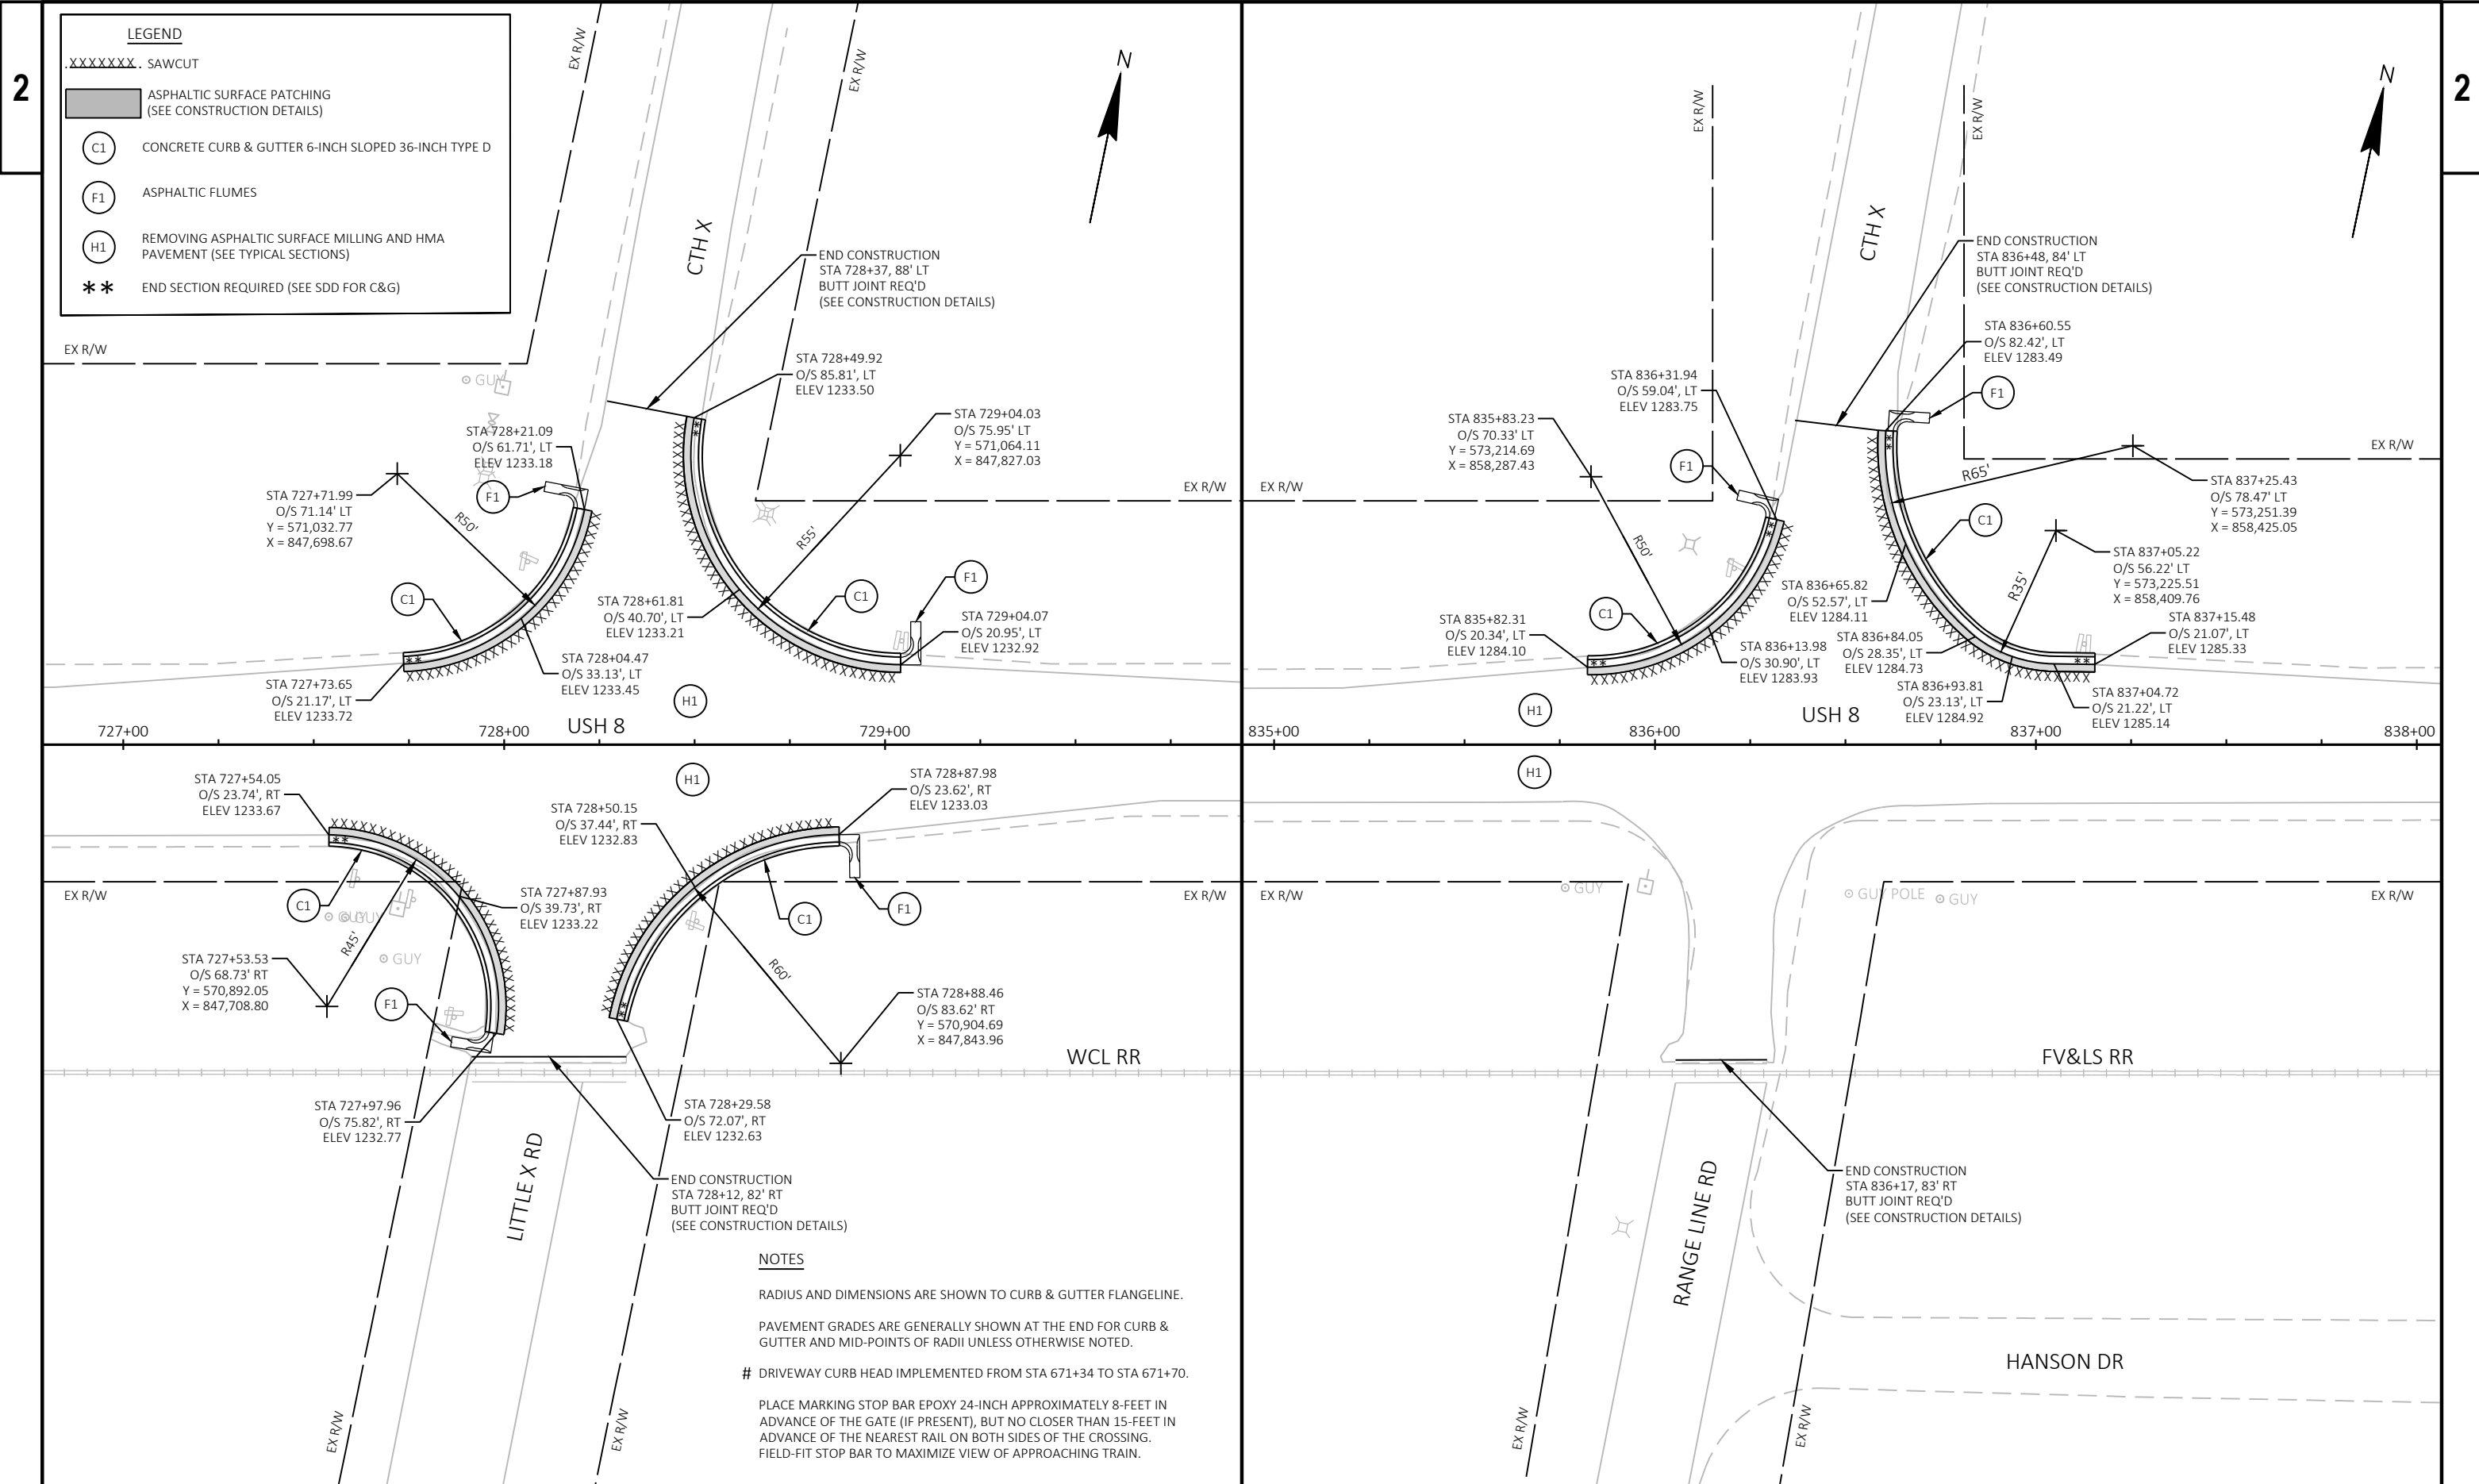 2
LEGEND
XXXXXXX SAWCUT
ASPHALTIC SURFACE PATCHING
(SEE CONSTRUCTION DETAILS)
C1 CONCRETE CURB & GUTTER 6-INCH SLOPED 36-INCH TYPE D
F1 ASPHALTIC FLUMES
H1 REMOVING ASPHALTIC SURFACE MILLING AND HMA
PAVEMENT (SEE TYPICAL SECTIONS)
** END SECTION REQUIRED (SEE SDD FOR C&G)
EX R/W
EX R/W
EX R/W
N
CTH X
END CONSTRUCTION
STA 728+37, 88' LT
BUTT JOINT REQ'D
(SEE CONSTRUCTION DETAILS)
GUY
STA 728+49.92
O/S 85.81', LT
ELEV 1233.50
STA 729+04.03
O/S 75.95' LT
Y = 571,064.11
X = 847,827.03
STA 728+21.09
O/S 61.71', LT
ELEV 1233.18
STA 727+71.99
O/S 71.14' LT
Y = 571,032.77
X = 847,698.67
F1
R50'
R55'
EX R/W
C1
STA 728+61.81
O/S 40.70', LT
ELEV 1233.21
C1
F1
STA 729+04.07
O/S 20.95', LT
ELEV 1232.92
STA 728+04.47
O/S 33.13', LT
ELEV 1233.45
STA 727+73.65
O/S 21.17', LT
ELEV 1233.72
**
**
H1
USH 8
727+00
728+00
729+00
H1
STA 727+54.05
O/S 23.74', RT
ELEV 1233.67
STA 728+50.15
O/S 37.44', RT
ELEV 1232.83
STA 728+87.98
O/S 23.62', RT
ELEV 1233.03
**
EX R/W
C1
GUY
GUY
R45'
STA 727+87.93
O/S 39.73', RT
ELEV 1233.22
C1
F1
EX R/W
STA 727+53.53
O/S 68.73' RT
Y = 570,892.05
X = 847,708.80
F1
**
R60'
STA 728+88.46
O/S 83.62' RT
Y = 570,904.69
X = 847,843.96
WCL RR
STA 727+97.96
O/S 75.82', RT
ELEV 1232.77
STA 728+29.58
O/S 72.07', RT
ELEV 1232.63
LITTLE X RD
END CONSTRUCTION
STA 728+12, 82' RT
BUTT JOINT REQ'D
(SEE CONSTRUCTION DETAILS)
EX R/W
EX R/W
NOTES
RADIUS AND DIMENSIONS ARE SHOWN TO CURB & GUTTER FLANGELINE.
PAVEMENT GRADES ARE GENERALLY SHOWN AT THE END FOR CURB &
GUTTER AND MID-POINTS OF RADII UNLESS OTHERWISE NOTED.
# DRIVEWAY CURB HEAD IMPLEMENTED FROM STA 671+34 TO STA 671+70.
PLACE MARKING STOP BAR EPOXY 24-INCH APPROXIMATELY 8-FEET IN
ADVANCE OF THE GATE (IF PRESENT), BUT NO CLOSER THAN 15-FEET IN
ADVANCE OF THE NEAREST RAIL ON BOTH SIDES OF THE CROSSING.
FIELD-FIT STOP BAR TO MAXIMIZE VIEW OF APPROACHING TRAIN.
2
N
EX R/W
EX R/W
CTH X
END CONSTRUCTION
STA 836+48, 84' LT
BUTT JOINT REQ'D
(SEE CONSTRUCTION DETAILS)
STA 836+60.55
O/S 82.42', LT
ELEV 1283.49
STA 836+31.94
O/S 59.04', LT
ELEV 1283.75
F1
STA 835+83.23
O/S 70.33' LT
Y = 573,214.69
X = 858,287.43
F1
**
EX R/W
R65'
STA 837+25.43
O/S 78.47' LT
Y = 573,251.39
X = 858,425.05
EX R/W
R50'
**
C1
STA 837+05.22
O/S 56.22' LT
Y = 573,225.51
X = 858,409.76
R35'
STA 836+65.82
O/S 52.57', LT
ELEV 1284.11
C1
STA 835+82.31
O/S 20.34', LT
ELEV 1284.10
STA 837+15.48
O/S 21.07', LT
ELEV 1285.33
STA 836+13.98
O/S 30.90', LT
ELEV 1283.93
STA 836+84.05
O/S 28.35', LT
ELEV 1284.73
**
**
STA 836+93.81
O/S 23.13', LT
ELEV 1284.92
STA 837+04.72
O/S 21.22', LT
ELEV 1285.14
H1
USH 8
835+00
836+00
837+00
838+00
H1
EX R/W
GUY
GUY POLE
GUY
EX R/W
FV&LS RR
END CONSTRUCTION
STA 836+17, 83' RT
BUTT JOINT REQ'D
(SEE CONSTRUCTION DETAILS)
RANGE LINE RD
HANSON DR
EX R/W
EX R/W